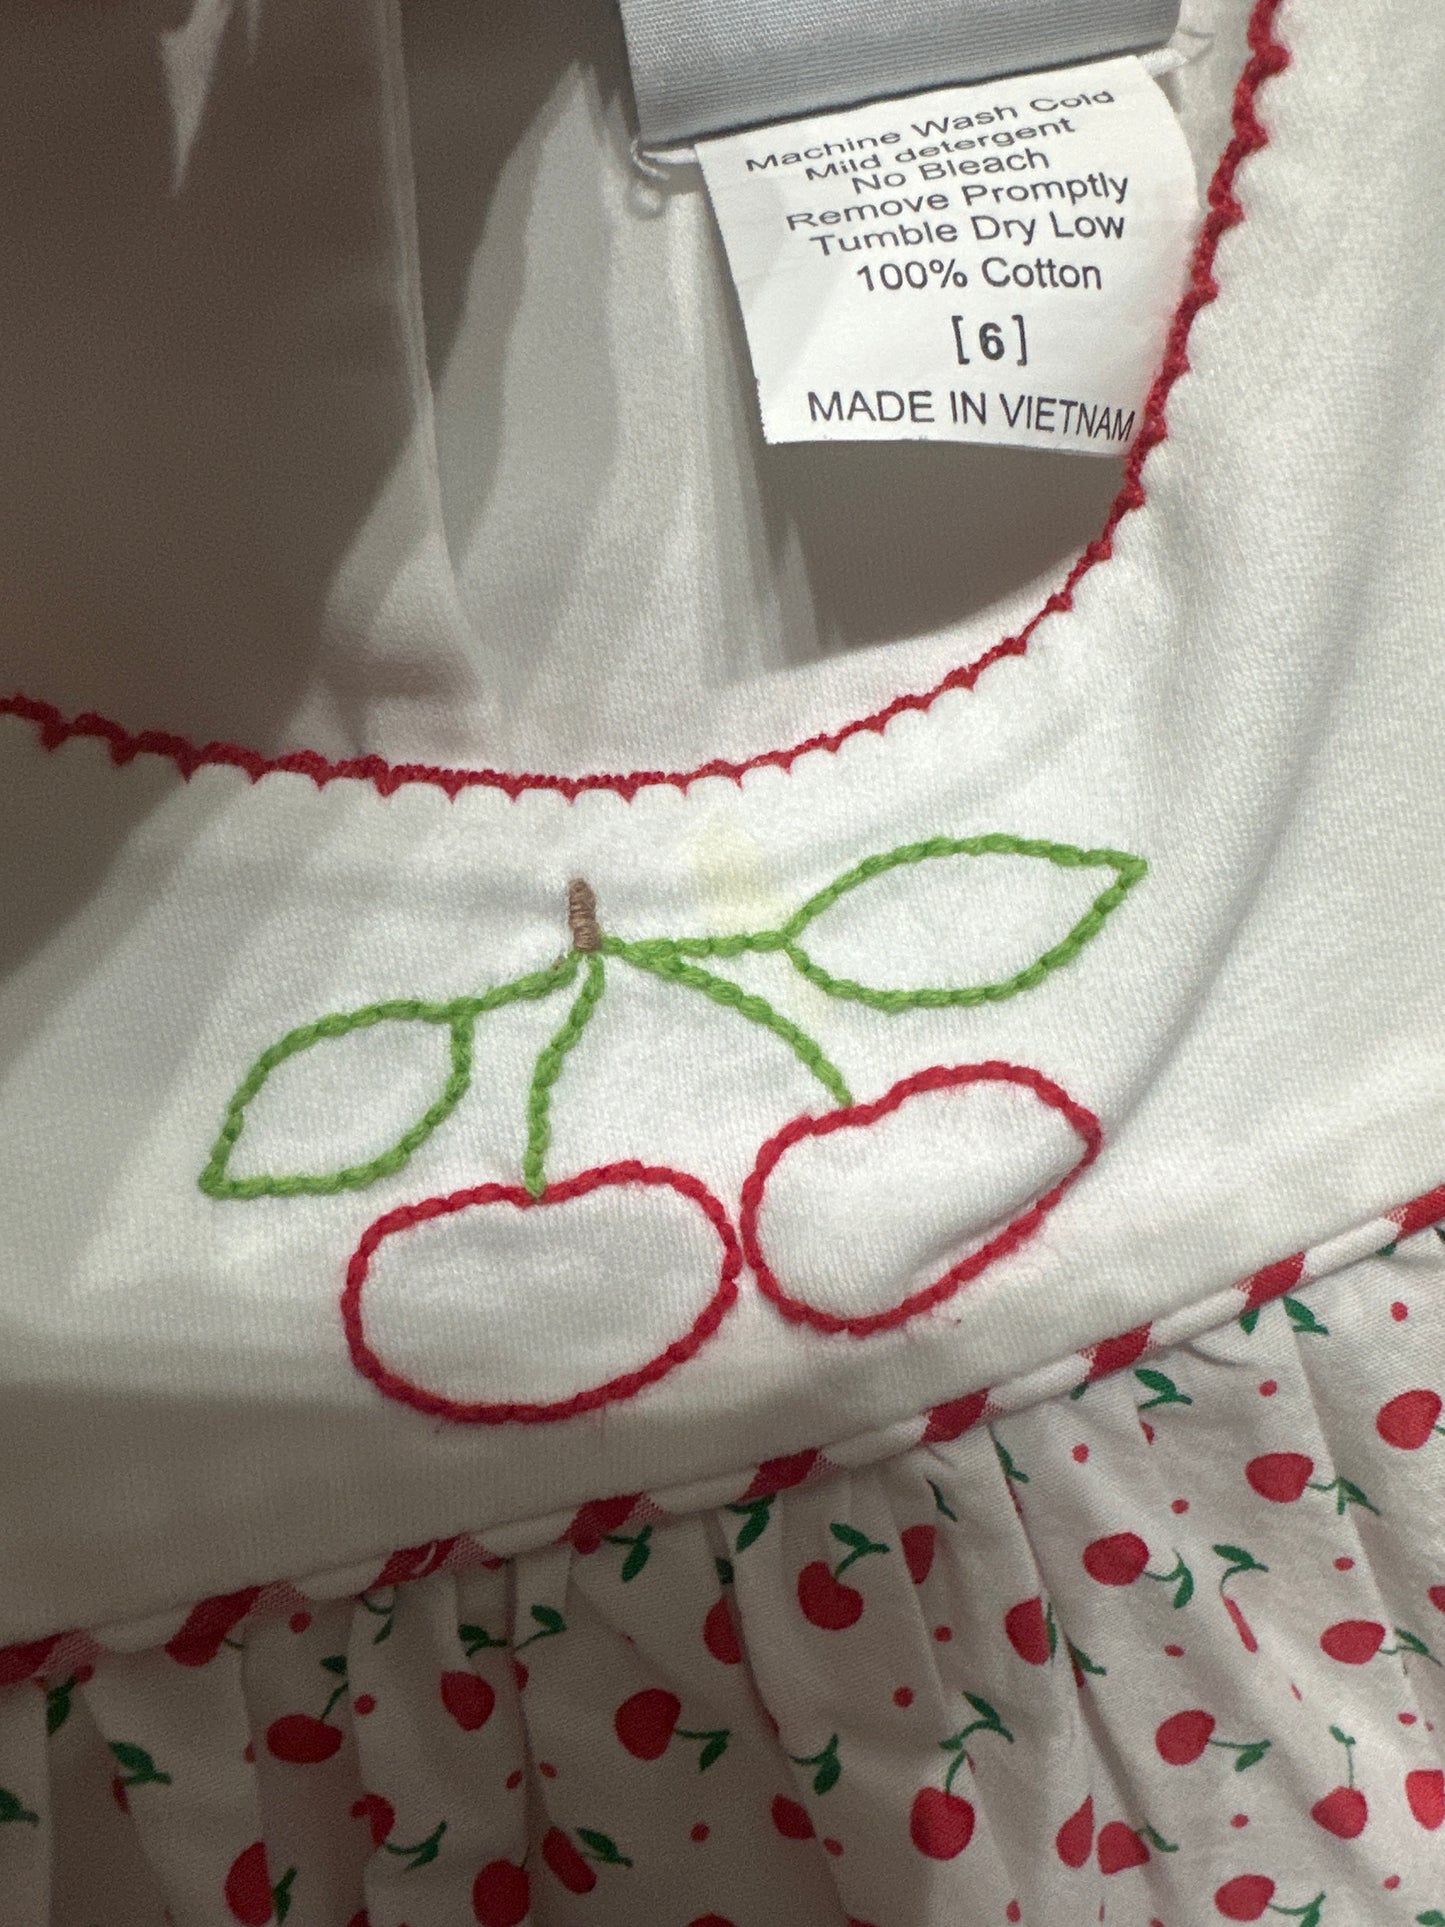 Machine Wash Cold
Mild detergent
No Bleach
Remove Promptly
Tumble Dry Low
100% Cotton
[6]
MADE IN VIETNAM